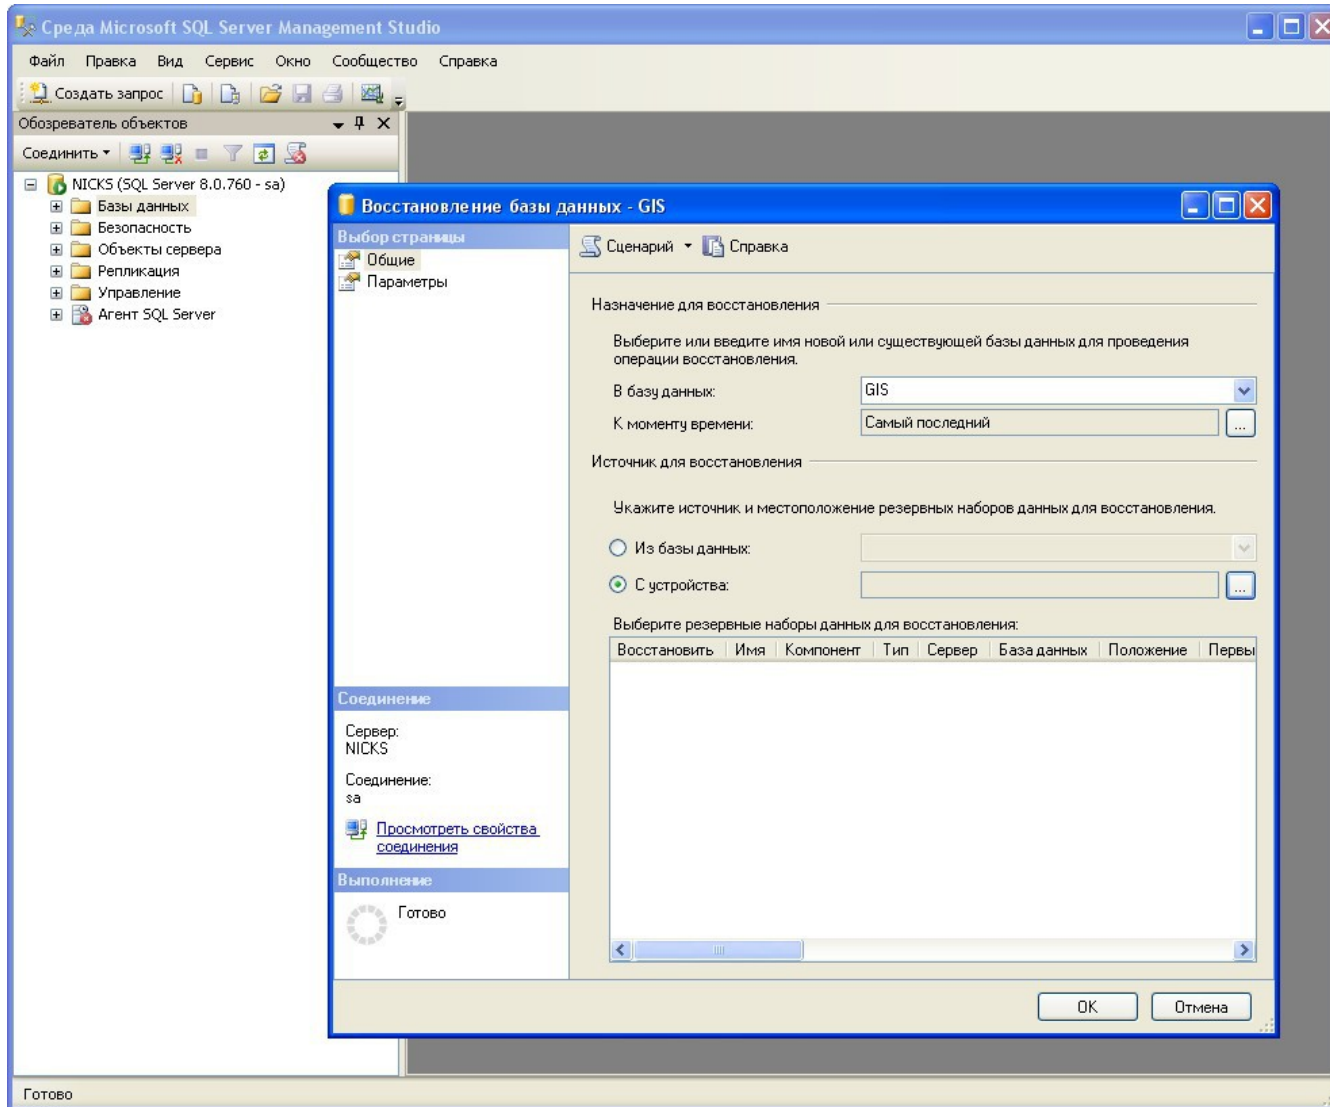 Среда Microsoft SQL Server Management Studio
Файл Правка Вид Сервис Окно Сообщество Справка
Создать запрос
Обозреватель объектов
Соединить
NICKS (SQL Server 8.0.760 - sa)
Базы данных
Безопасность
Объекты сервера
Репликация
Управление
Агент SQL Server
Восстановление базы данных - GIS
Выбор страницы
Общие
Параметры
Сценарий Справка
Назначение для восстановления
Выберите или введите имя новой или существующей базы данных для проведения
операции восстановления.
В базу данных: GIS
К моменту времени: Самый последний ...
Источник для восстановления
Укажите источник и местоположение резервных наборов данных для восстановления.
Из базы данных:
С устройства: ...
Выберите резервные наборы данных для восстановления:
Восстановить Имя Компонент Тип Сервер База данных Положение Первы
Соединение
Сервер:
NICKS
Соединение:
sa
Просмотреть свойства
соединения
Выполнение
Готово
OK Отмена
Готово